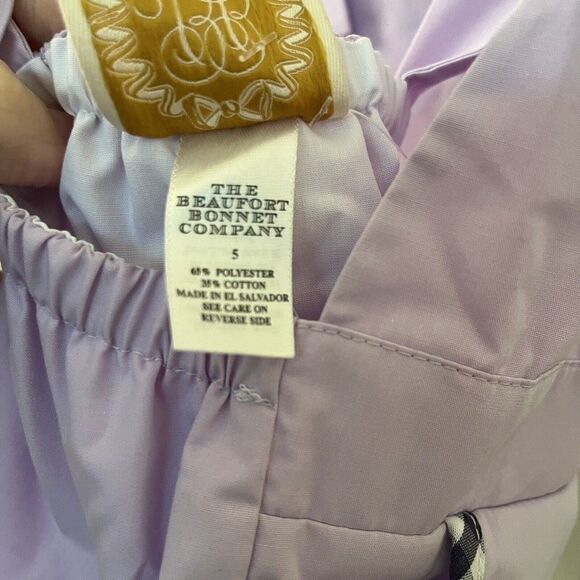 THE
BEAUFORT
BONNET
COMPANY
5
65% POLYESTER
35% COTTON
MADE IN EL SALVADOR
SEE CARE ON
REVERSE SIDE